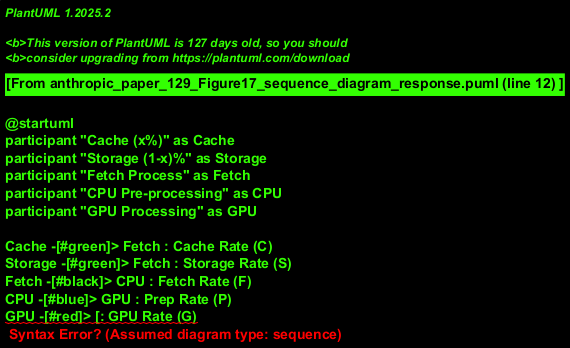 PlantUML 1.2025.2
<b>This version of PlantUML is 127 days old, so you should
<b>consider upgrading from https://plantuml.com/download
[From anthropic_paper_129_Figure17_sequence_diagram_response.puml (line 12) ]
@startuml
participant "Cache (x%)" as Cache
participant "Storage (1-x)%" as Storage
participant "Fetch Process" as Fetch
participant "CPU Pre-processing" as CPU
participant "GPU Processing" as GPU
Cache -[#green]> Fetch : Cache Rate (C)
Storage -[#green]> Fetch : Storage Rate (S)
Fetch -[#black]> CPU : Fetch Rate (F)
CPU -[#blue]> GPU : Prep Rate (P)
GPU -[#red]> [: GPU Rate (G)
Syntax Error? (Assumed diagram type: sequence)